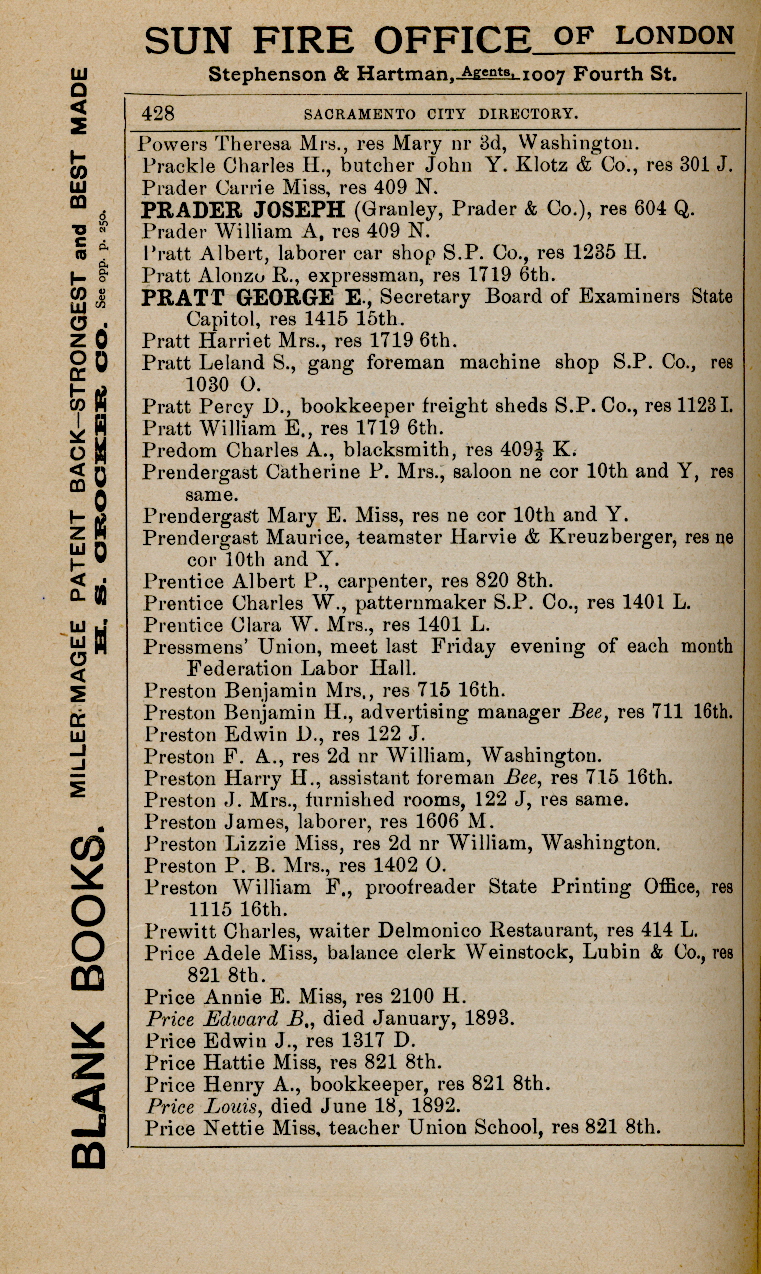 SUN FIRE OFFICE OF LONDON
Stephenson & Hartman, Agents, 1007 Fourth St.
428 SACRAMENTO CITY DIRECTORY.
Powers Theresa Mrs., res Mary nr 3d, Washington.
Prackle Charles H., butcher John Y. Klotz & Co., res 301 J.
Prader Carrie Miss, res 409 N.
PRADER JOSEPH (Granley, Prader & Co.), res 604 Q.
Prader William A, res 409 N.
Pratt Albert, laborer car shop S.P. Co., res 1235 H.
Pratt Alonzo R., expressman, res 1719 6th.
PRATT GEORGE E., Secretary Board of Examiners State
Capitol, res 1415 15th.
Pratt Harriet Mrs., res 1719 6th.
Pratt Leland S., gang foreman machine shop S.P. Co., res
1030 O.
Pratt Percy D., bookkeeper freight sheds S.P. Co., res 1123 I.
Pratt William E., res 1719 6th.
Predom Charles A., blacksmith, res 409½ K.
Prendergast Catherine P. Mrs., saloon ne cor 10th and Y, res
same.
Prendergast Mary E. Miss, res ne cor 10th and Y.
Prendergast Maurice, teamster Harvie & Kreuzberger, res ne
cor 10th and Y.
Prentice Albert P., carpenter, res 820 8th.
Prentice Charles W., patternmaker S.P. Co., res 1401 L.
Prentice Clara W. Mrs., res 1401 L.
Pressmens' Union, meet last Friday evening of each month
Federation Labor Hall.
Preston Benjamin Mrs., res 715 16th.
Preston Benjamin H., advertising manager Bee, res 711 16th.
Preston Edwin D., res 122 J.
Preston F. A., res 2d nr William, Washington.
Preston Harry H., assistant foreman Bee, res 715 16th.
Preston J. Mrs., furnished rooms, 122 J, res same.
Preston James, laborer, res 1606 M.
Preston Lizzie Miss, res 2d nr William, Washington.
Preston P. B. Mrs., res 1402 O.
Preston William F., proofreader State Printing Office, res
1115 16th.
Prewitt Charles, waiter Delmonico Restaurant, res 414 L.
Price Adele Miss, balance clerk Weinstock, Lubin & Co., res
821 8th.
Price Annie E. Miss, res 2100 H.
Price Edward B., died January, 1893.
Price Edwin J., res 1317 D.
Price Hattie Miss, res 821 8th.
Price Henry A., bookkeeper, res 821 8th.
Price Louis, died June 18, 1892.
Price Nettie Miss, teacher Union School, res 821 8th.
BLANK BOOKS. MILLER-MAGEE PATENT BACK—STRONGEST and BEST MADE
H. S. CROCKER CO. See opp. p. 250.